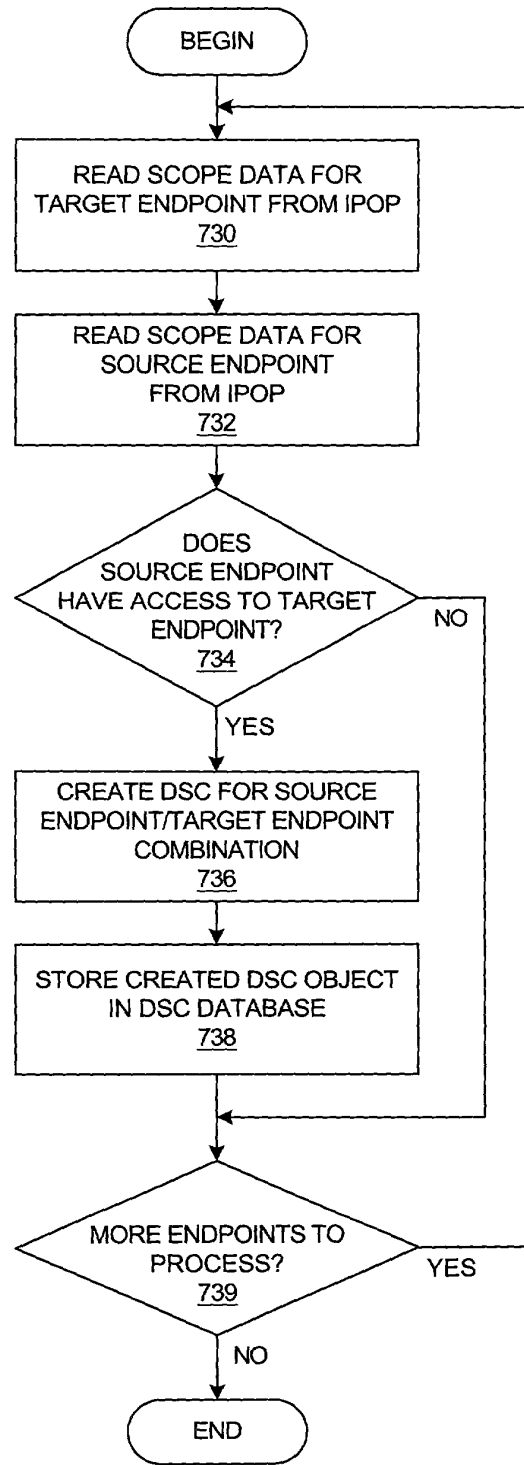 BEGIN
READ SCOPE DATA FOR
TARGET ENDPOINT FROM IPOP
730
READ SCOPE DATA FOR
SOURCE ENDPOINT
FROM IPOP
732
DOES
SOURCE ENDPOINT
HAVE ACCESS TO TARGET
ENDPOINT?
734
NO
YES
CREATE DSC FOR SOURCE
ENDPOINT/TARGET ENDPOINT
COMBINATION
736
STORE CREATED DSC OBJECT
IN DSC DATABASE
738
MORE ENDPOINTS TO
PROCESS?
739
YES
NO
END